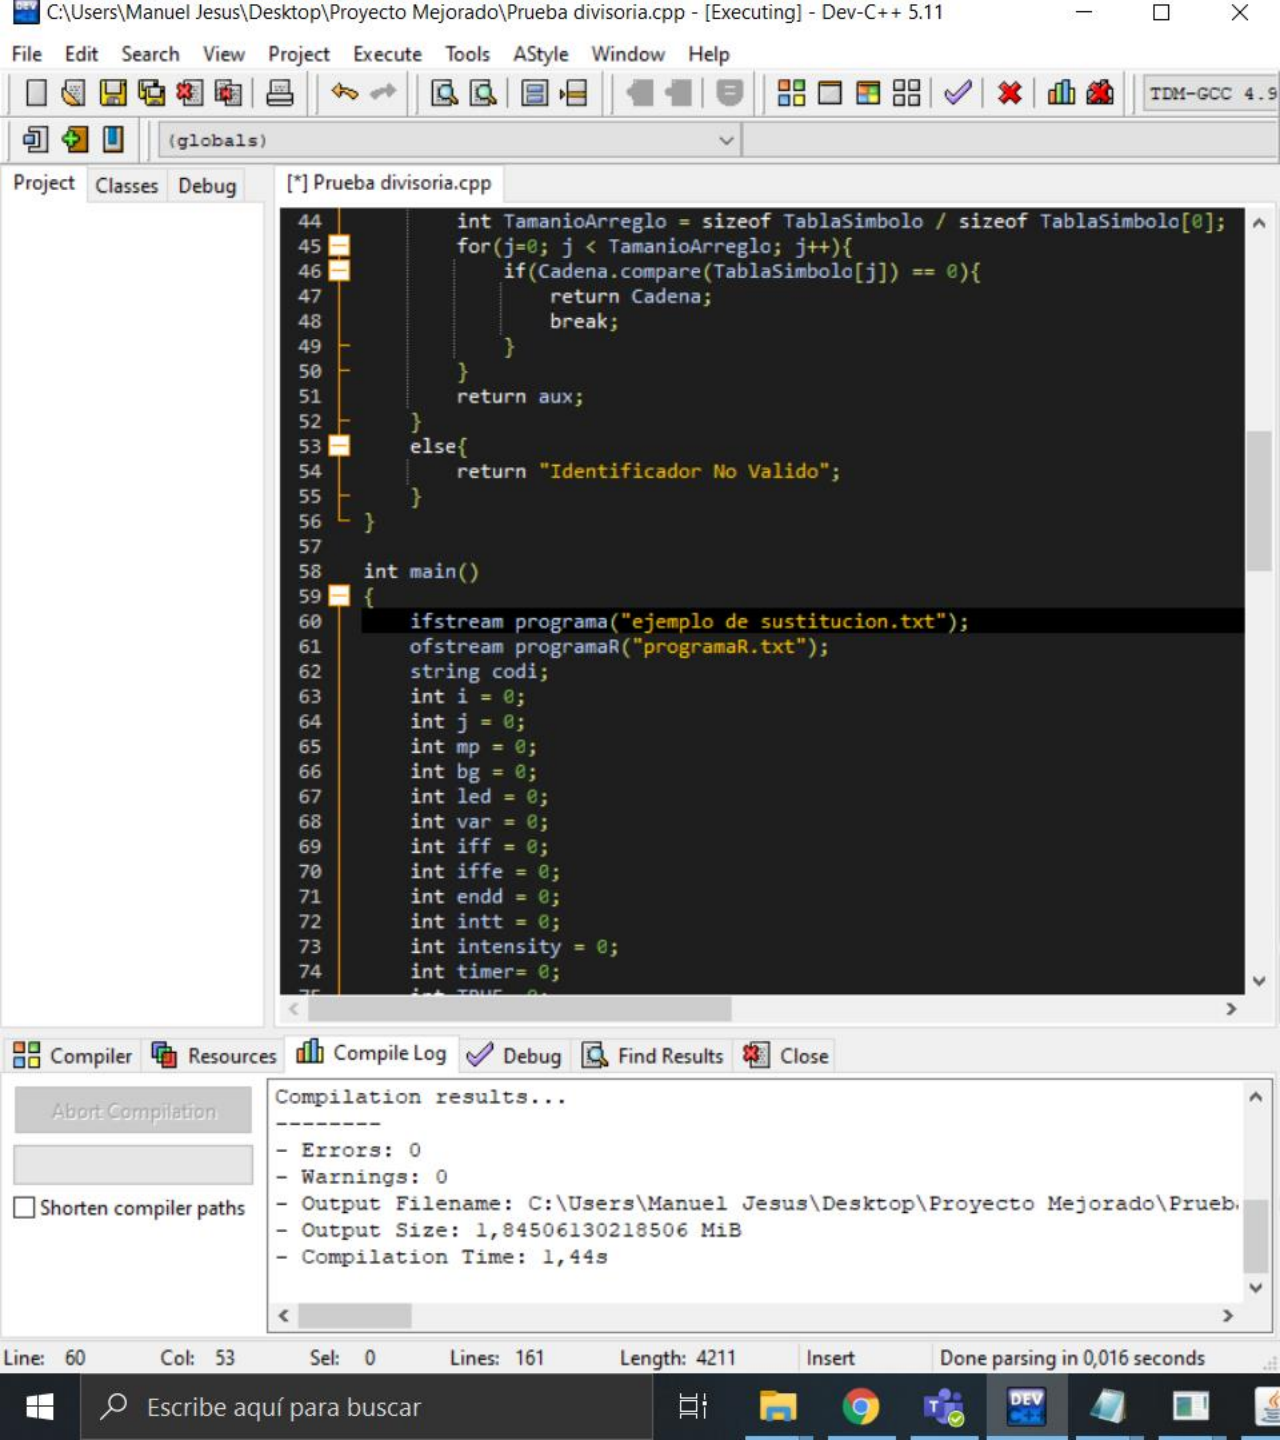 C:\Users\Manuel Jesus\Desktop\Proyecto Mejorado\Prueba divisoria.cpp - [Executing] - Dev-C++ 5.11
File Edit Search View Project Execute Tools AStyle Window Help
TDM-GCC 4.9
(globals)
Project Classes Debug [*] Prueba divisoria.cpp
44 int TamanioArreglo = sizeof TablaSimbolo / sizeof TablaSimbolo[0];
45 for(j=0; j < TamanioArreglo; j++){
46 if(Cadena.compare(TablaSimbolo[j]) == 0){
47 return Cadena;
48 break;
49 }
50 }
51 return aux;
52 }
53 else{
54 return "Identificador No Valido";
55 }
56 }
57
58 int main()
59 {
60 ifstream programa("ejemplo de sustitucion.txt");
61 ofstream programaR("programaR.txt");
62 string codi;
63 int i = 0;
64 int j = 0;
65 int mp = 0;
66 int bg = 0;
67 int led = 0;
68 int var = 0;
69 int iff = 0;
70 int iffe = 0;
71 int endd = 0;
72 int intt = 0;
73 int intensity = 0;
74 int timer= 0;
Compiler Resources Compile Log Debug Find Results Close
Abort Compilation
Shorten compiler paths
Compilation results...
--------
- Errors: 0
- Warnings: 0
- Output Filename: C:\Users\Manuel Jesus\Desktop\Proyecto Mejorado\Prueb
- Output Size: 1,84506130218506 MiB
- Compilation Time: 1,44s
Line: 60 Col: 53 Sel: 0 Lines: 161 Length: 4211 Insert Done parsing in 0,016 seconds
Escribe aquí para buscar
DEV